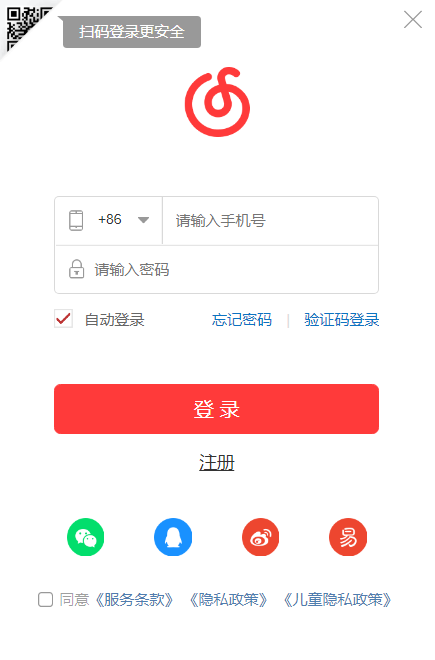 扫码登录更安全
+86 请输入手机号
请输入密码
自动登录 忘记密码 | 验证码登录
登录
注册
同意《服务条款》《隐私政策》《儿童隐私政策》